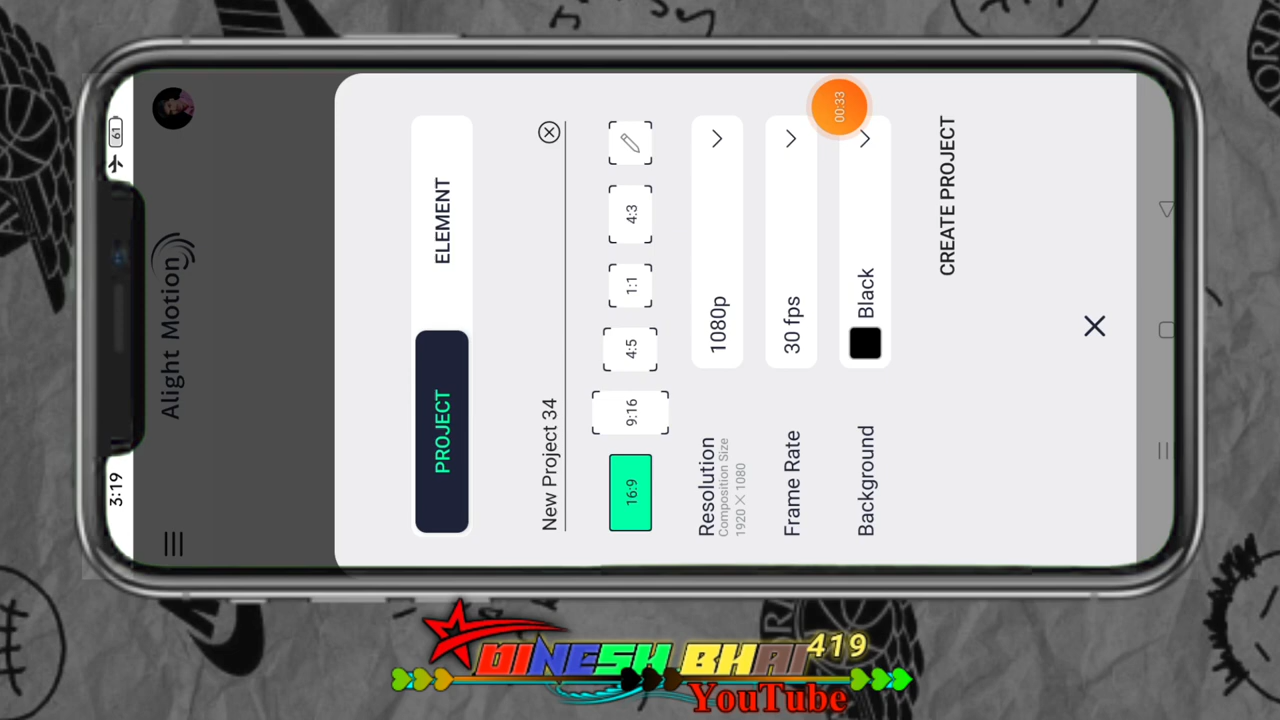 3:19
61
Alight Motion
PROJECT
ELEMENT
New Project 34
16:9
9:16
4:5
1:1
4:3
Resolution
Composition Size
1920 X 1080
1080p
Frame Rate
30 fps
Background
Black
00:33
CREATE PROJECT
DINESH BHAI 419
YouTube